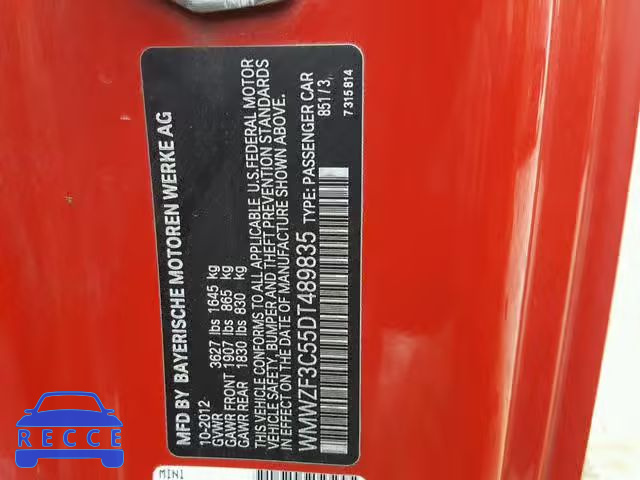 MFD BY BAYERISCHE MOTOREN WERKE AG
10-2012
GVWR 3627 lbs 1645 kg
GAWR FRONT 1907 lbs 865 kg
GAWR REAR 1830 lbs 830 kg
THIS VEHICLE CONFORMS TO ALL APPLICABLE U.S.FEDERAL MOTOR
VEHICLE SAFETY, BUMPER AND THEFT PREVENTION STANDARDS
IN EFFECT ON DATE OF MANUFACTURE SHOWN ABOVE.
WMWZF3C55DT489835 TYPE: PASSENGER CAR
851/3
7315814
MINI
RECCE